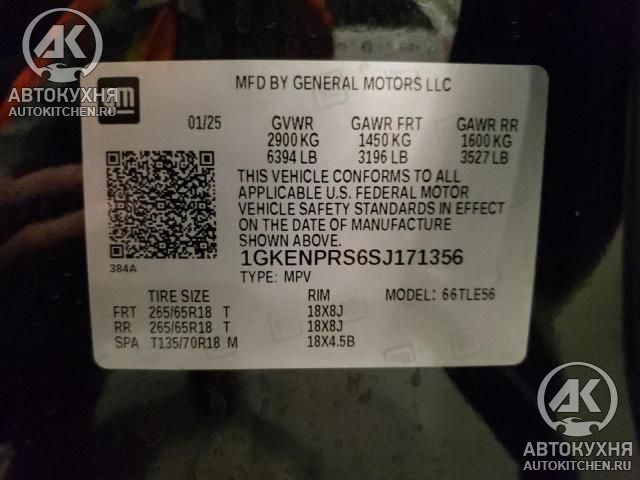 AK
АВТОКУХНЯ
AUTOKITCHEN.RU
gm
MFD BY GENERAL MOTORS LLC
01/25 GVWR GAWR FRT GAWR RR
2900 KG 1450 KG 1600 KG
6394 LB 3196 LB 3527 LB
THIS VEHICLE CONFORMS TO ALL
APPLICABLE U.S. FEDERAL MOTOR
VEHICLE SAFETY STANDARDS IN EFFECT
ON THE DATE OF MANUFACTURE
SHOWN ABOVE.
384A
1GKENPRS6SJ171356
TYPE: MPV
TIRE SIZE RIM MODEL: 66TLE56
FRT 265/65R18 T 18X8J
RR 265/65R18 T 18X8J
SPA T135/70R18 M 18X4.5B
AK
АВТОКУХНЯ
AUTOKITCHEN.RU